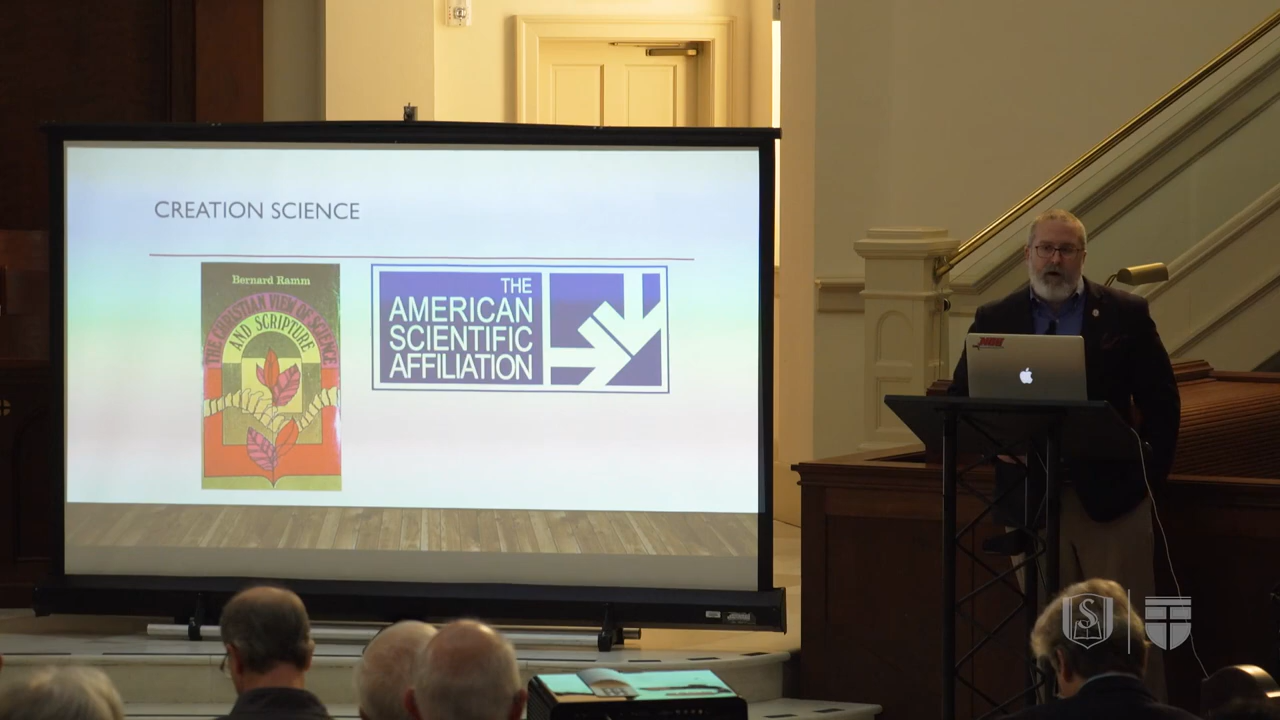 CREATION SCIENCE
Bernard Ramm
THE CHRISTIAN VIEW OF SCIENCE
AND SCRIPTURE
THE
AMERICAN
SCIENTIFIC
AFFILIATION
S